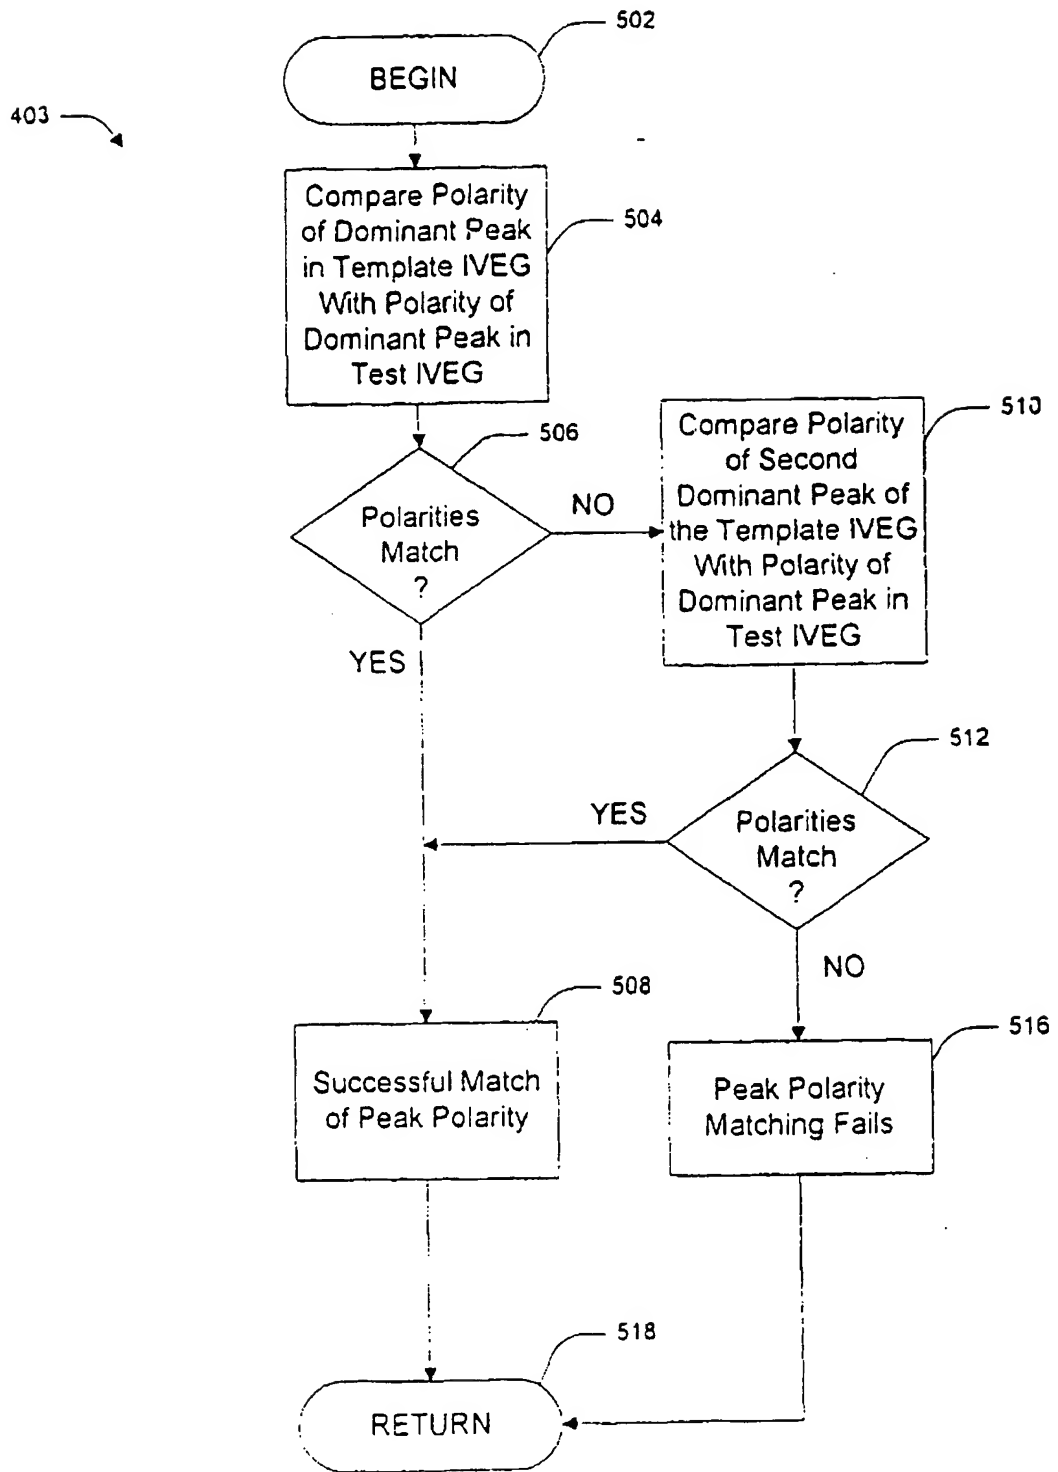 502
BEGIN
403
Compare Polarity
of Dominant Peak
in Template IVEG
With Polarity of
Dominant Peak in
Test IVEG
504
506
Polarities
Match
?
NO
YES
510
Compare Polarity
of Second
Dominant Peak of
the Template IVEG
With Polarity of
Dominant Peak in
Test IVEG
512
Polarities
Match
?
YES
NO
508
Successful Match
of Peak Polarity
516
Peak Polarity
Matching Fails
518
RETURN